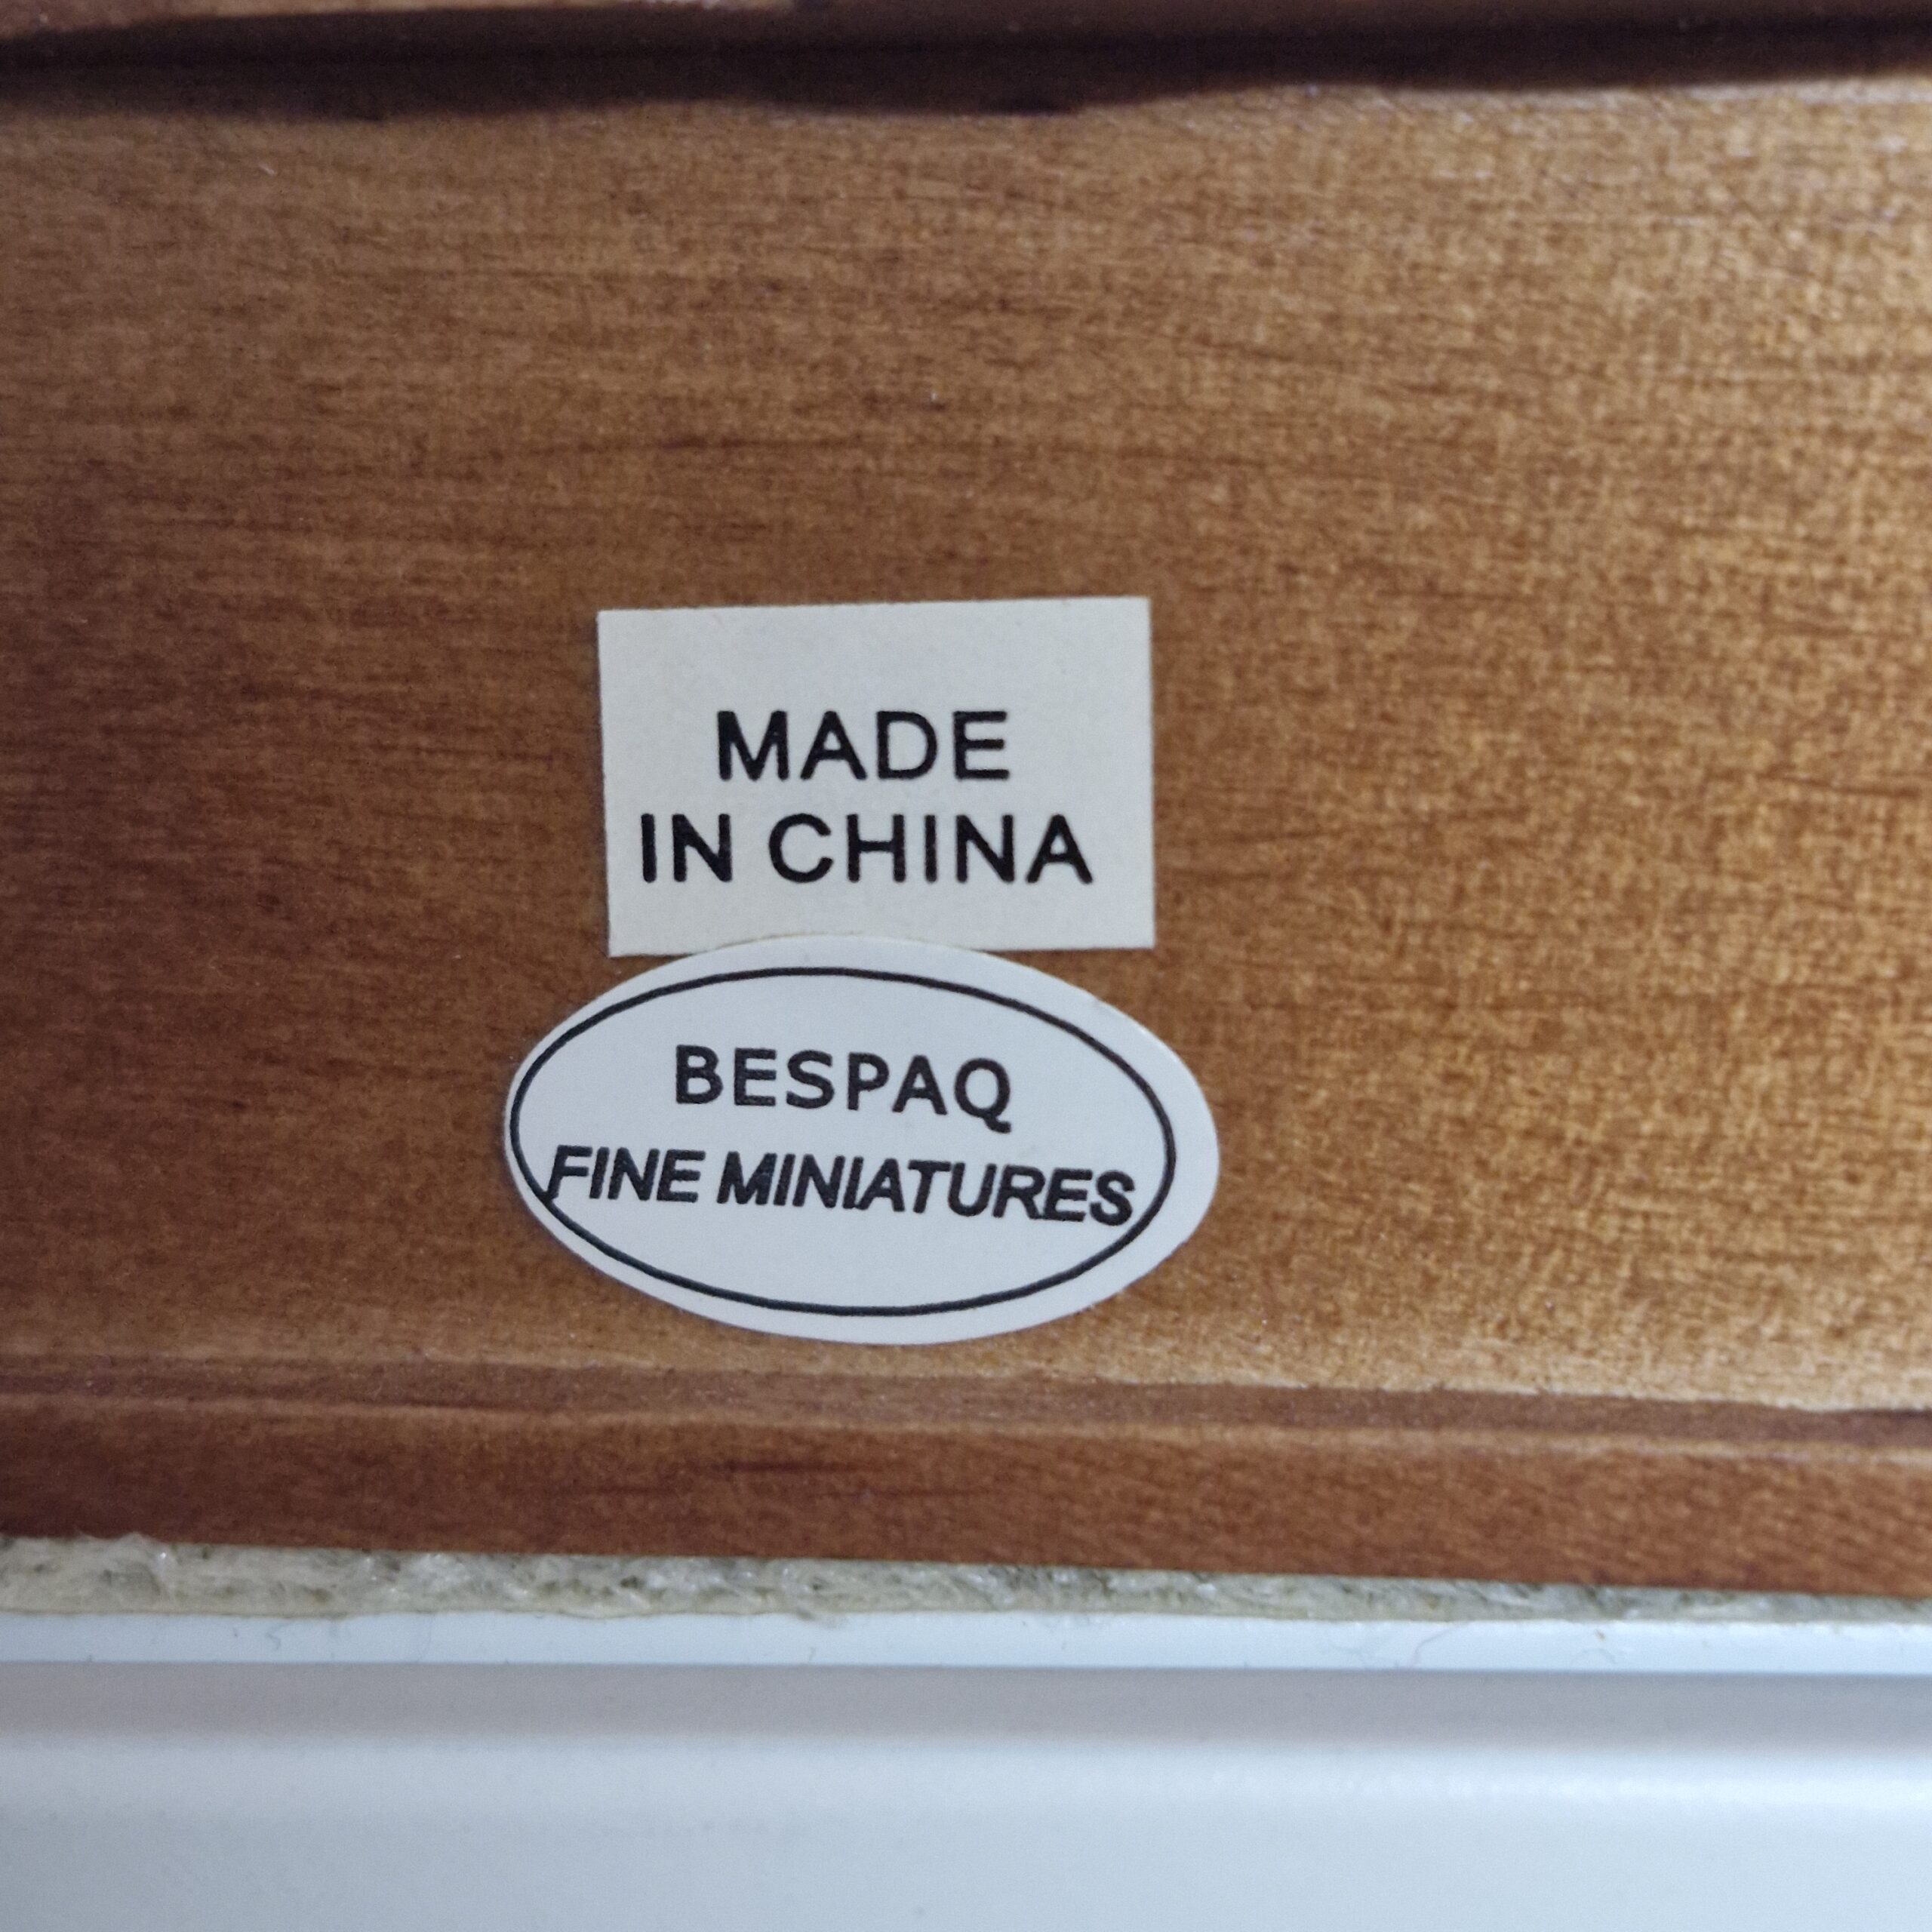 MADE
IN CHINA
BESPAQ
FINE MINIATURES